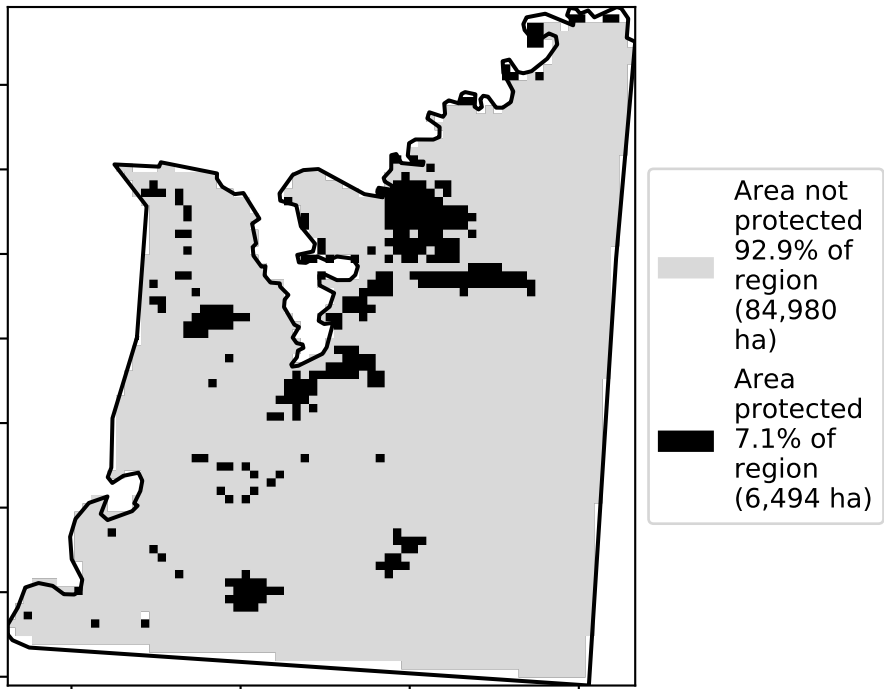 Area not
protected
92.9% of
region
(84,980
ha)
Area
protected
7.1% of
region
(6,494 ha)